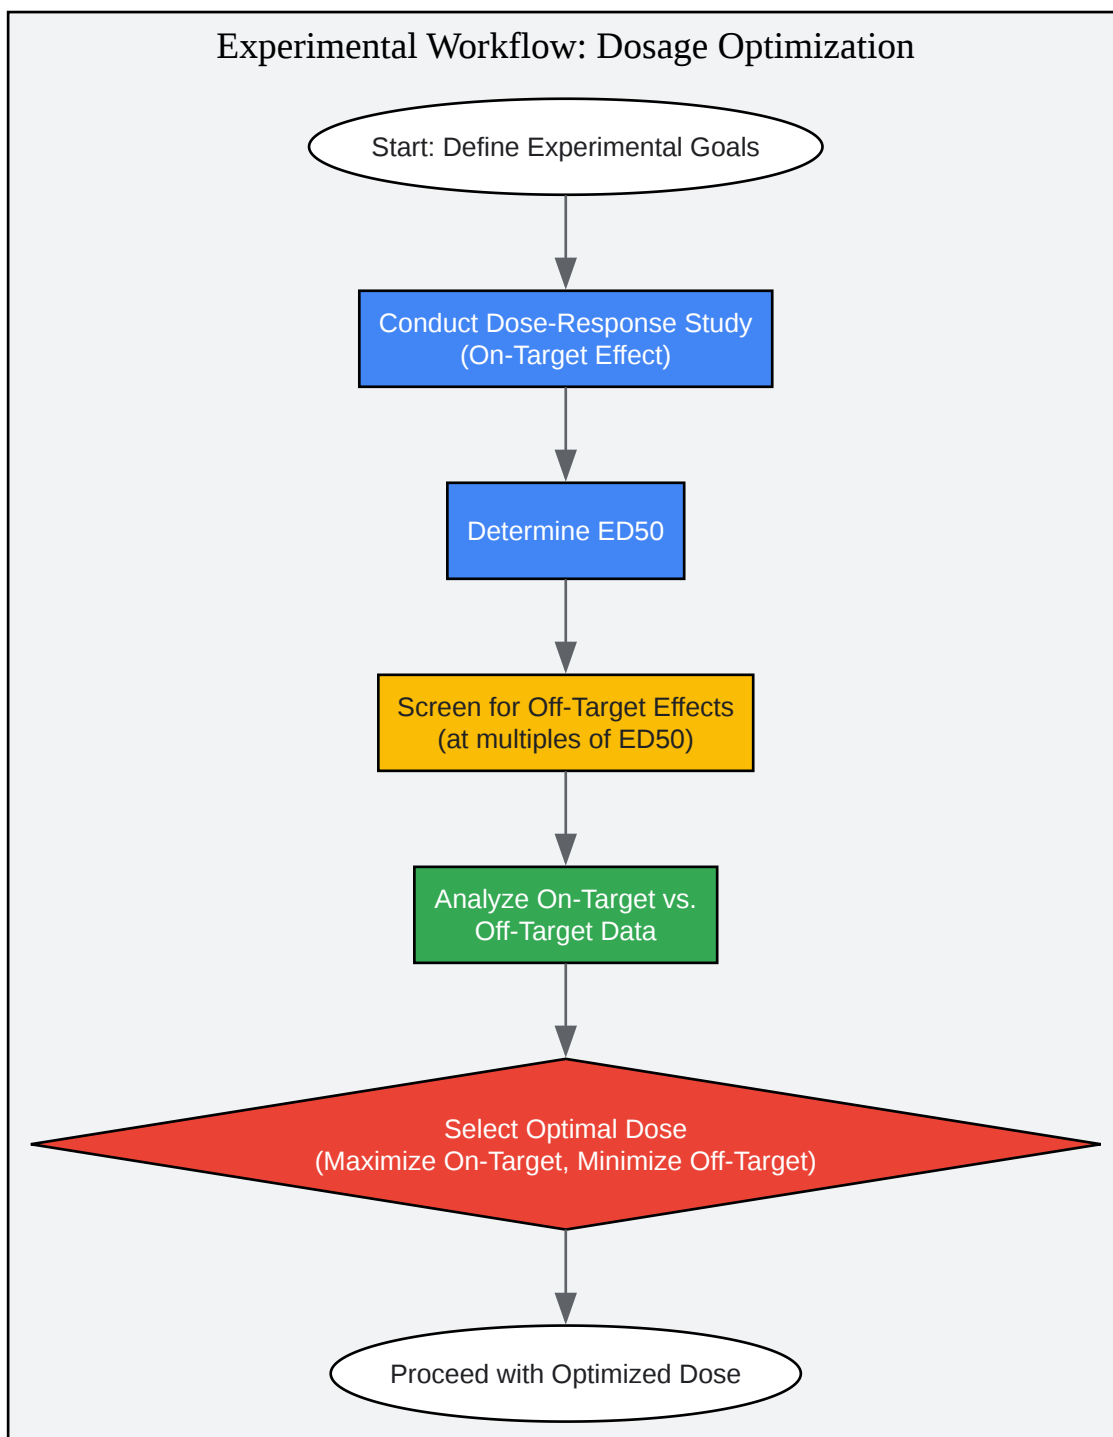 Experimental Workflow: Dosage Optimization
Start: Define Experimental Goals
Conduct Dose-Response Study
(On-Target Effect)
Determine ED50
Screen for Off-Target Effects
(at multiples of ED50)
Analyze On-Target vs.
Off-Target Data
Select Optimal Dose
(Maximize On-Target, Minimize Off-Target)
Proceed with Optimized Dose